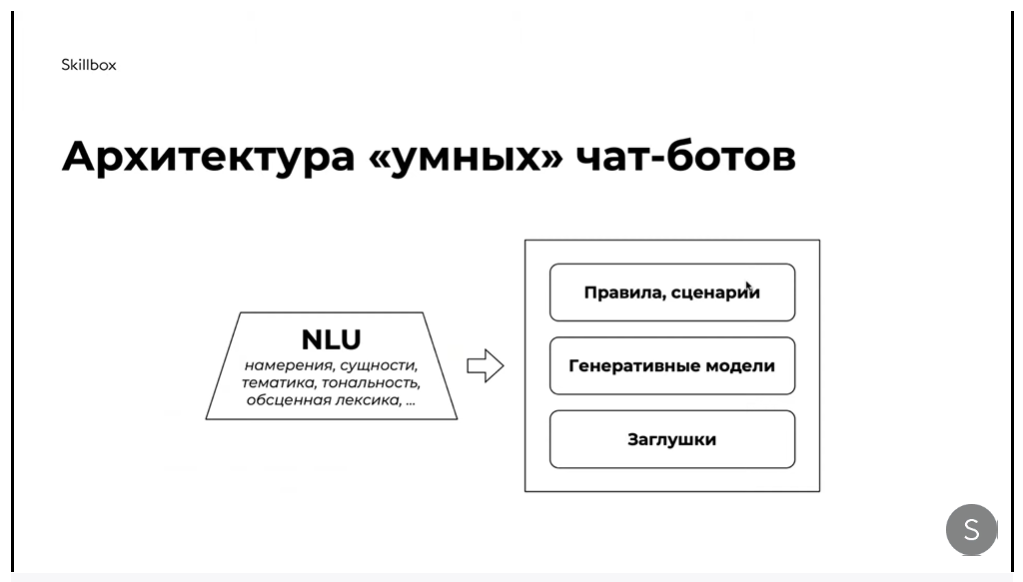 Skillbox
Архитектура «умных» чат-ботов
NLU
намерения, сущности,
тематика, тональность,
обсценная лексика, ...
Правила, сценарии
Генеративные модели
Заглушки
S